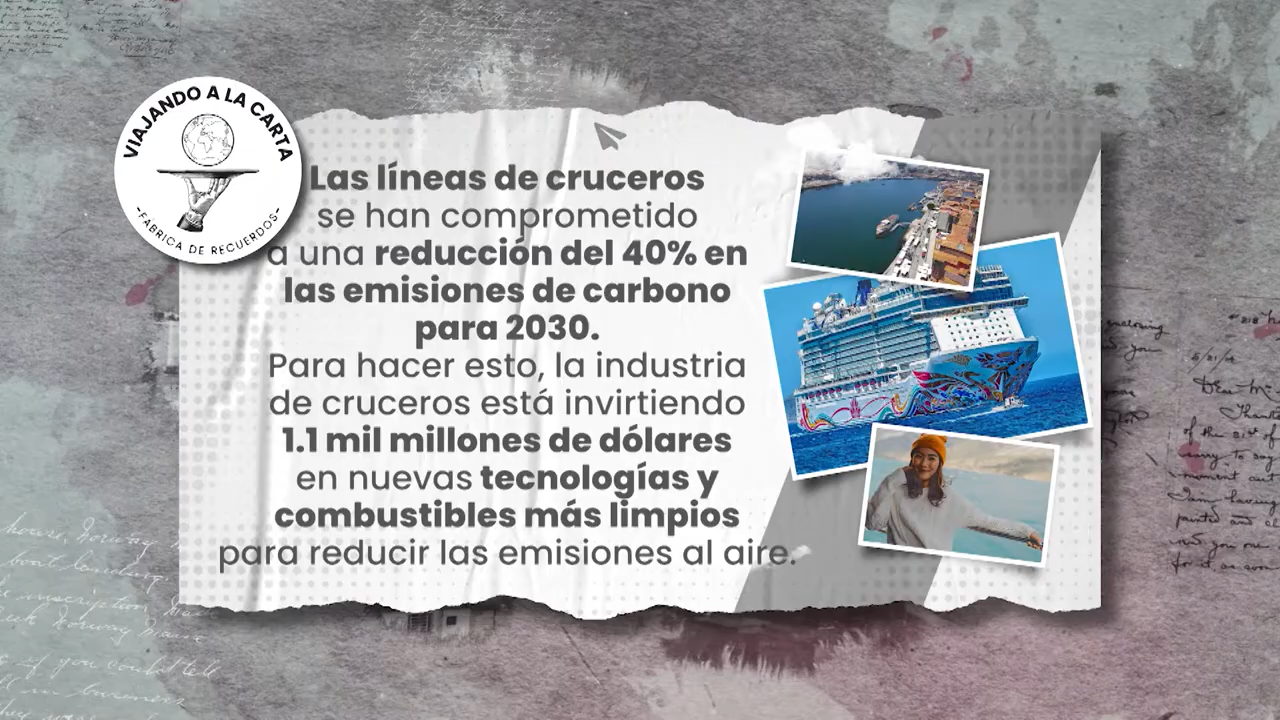 VIAJANDO A LA CARTA
-FÁBRICA DE RECUERDOS-
Las líneas de cruceros
se han comprometido
a una reducción del 40% en
las emisiones de carbono
para 2030.
Para hacer esto, la industria
de cruceros está invirtiendo
1.1 mil millones de dólares
en nuevas tecnologías y
combustibles más limpios
para reducir las emisiones al aire.